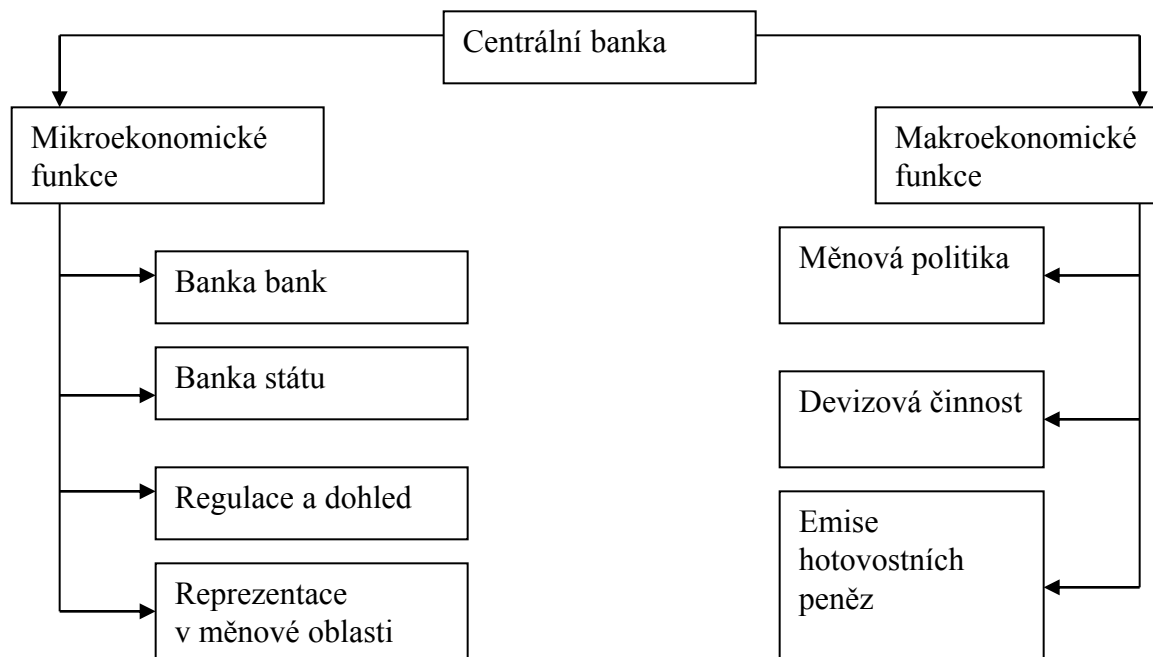 Centrální banka
Mikroekonomické
funkce
Makroekonomické
funkce
Banka bank
Banka státu
Regulace a dohled
Reprezentace
v měnové oblasti
Měnová politika
Devizová činnost
Emise
hotovostních
peněz